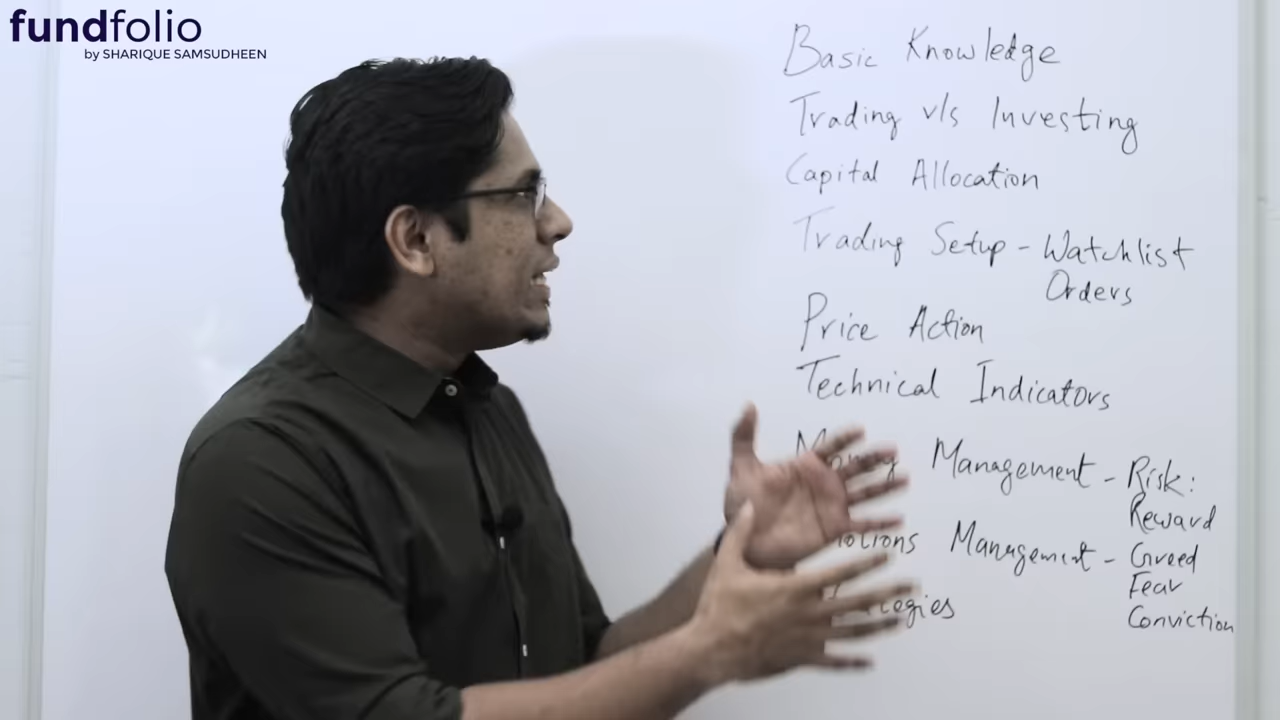 fundfolio
by SHARIQUE SAMSUDHEEN
Basic Knowledge
Trading v/s Investing
Capital Allocation
Trading Setup - Watchlist
Orders
Price Action
Technical Indicators
Management - Risk:
Reward
Management - Greed
Fear
Conviction